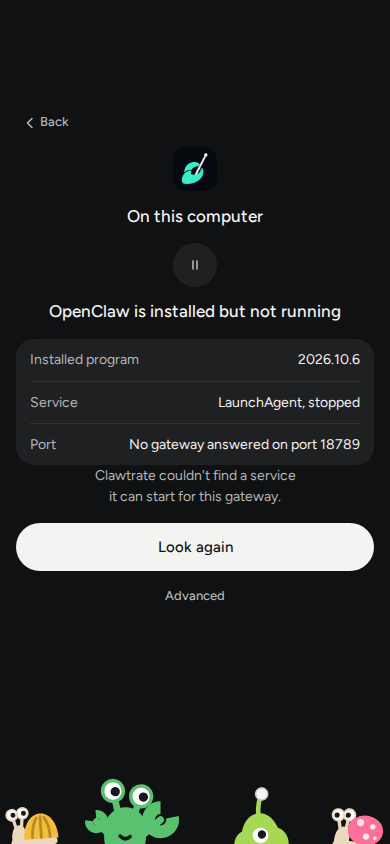 Back
On this computer
OpenClaw is installed but not running
Installed program 2026.10.6
Service LaunchAgent, stopped
Port No gateway answered on port 18789
Clawtrate couldn't find a service
it can start for this gateway.
Look again
Advanced